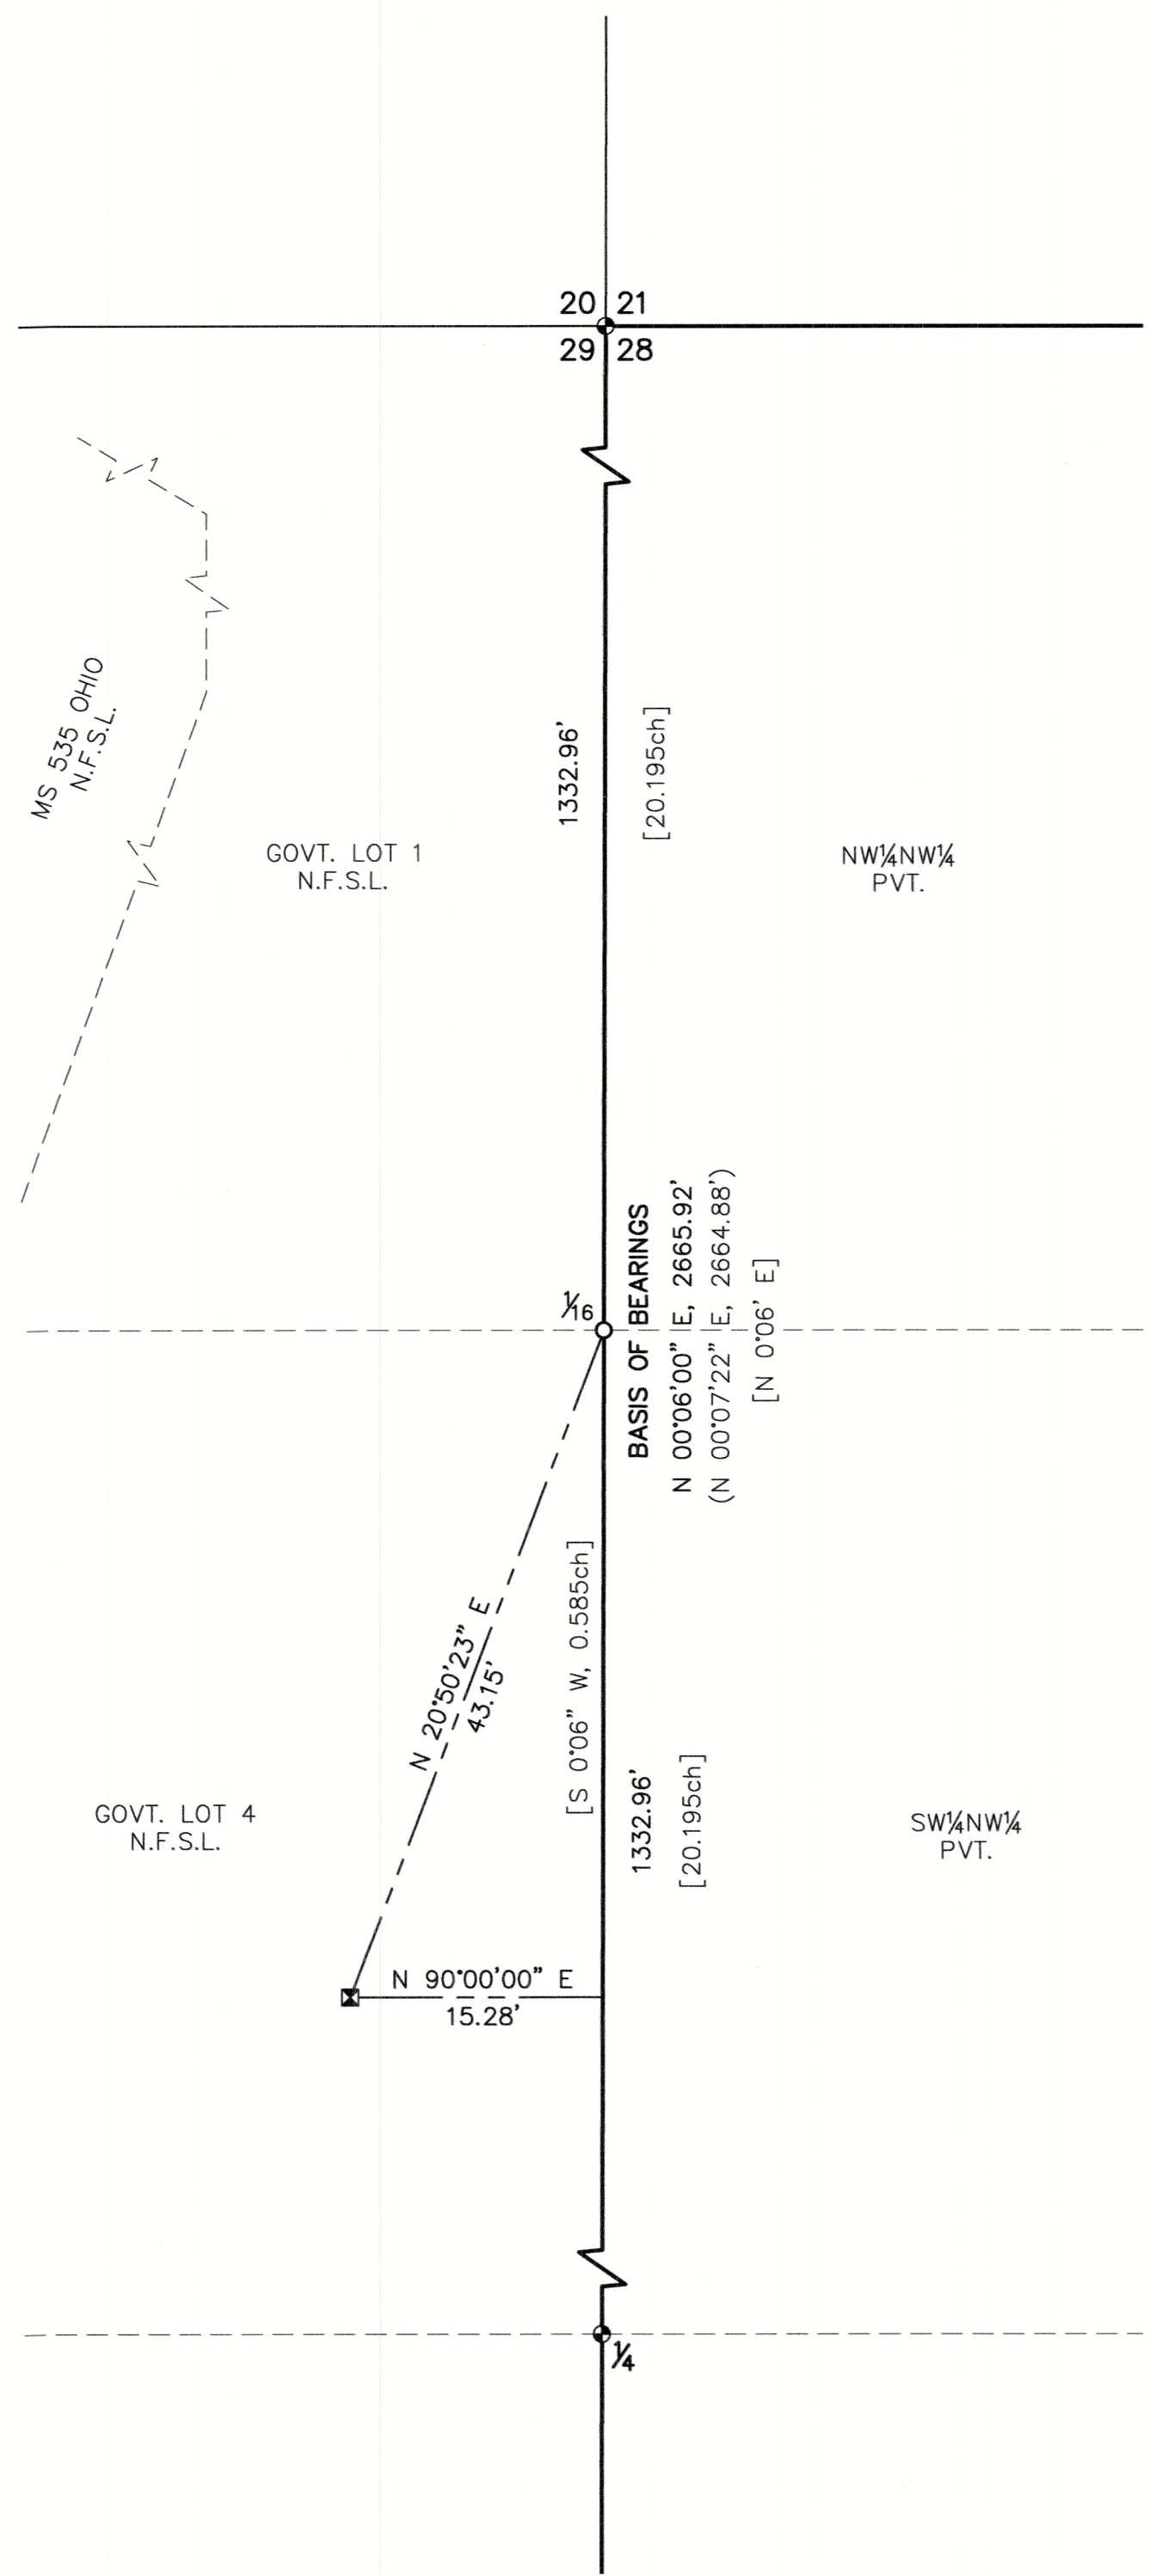 20 21
29 28
MS 535 OHIO
N.F.S.L.
1332.96'
[20.195ch]
GOVT. LOT 1
N.F.S.L.
NW¼NW¼
PVT.
1/16
BASIS OF BEARINGS
N 00°06'00" E, 2665.92'
(N 00°07'22" E, 2664.88')
[N 0°06' E]
N 20°50'23" E
43.15'
[S 0°06" W, 0.585ch]
1332.96'
[20.195ch]
GOVT. LOT 4
N.F.S.L.
SW¼NW¼
PVT.
N 90°00'00" E
15.28'
1/4